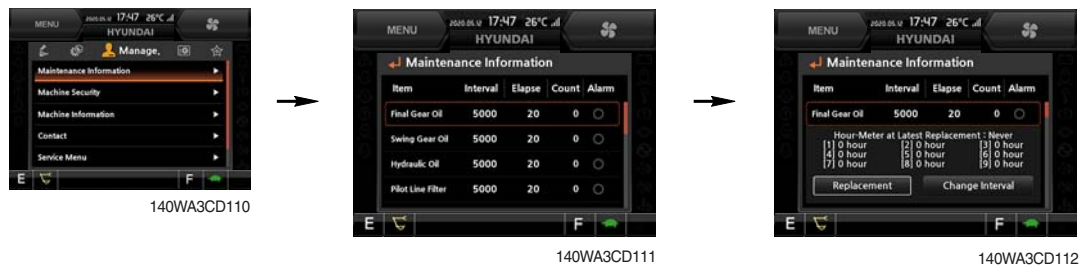 MENU
2020.05.12 17:47 26°C
HYUNDAI
Manage.
Maintenance Information
Machine Security
Machine Information
Contact
Service Menu
E F
140WA3CD110
MENU
2020.05.12 17:47 26°C
HYUNDAI
Maintenance Information
Item Interval Elapse Count Alarm
Final Gear Oil 5000 20 0
Swing Gear Oil 5000 20 0
Hydraulic Oil 5000 20 0
Pilot Line Filter 5000 20 0
E F
140WA3CD111
MENU
2020.05.12 17:47 26°C
HYUNDAI
Maintenance Information
Item Interval Elapse Count Alarm
Final Gear Oil 5000 20 0
Hour-Meter at Latest Replacement : Never
[1] 0 hour [2] 0 hour [3] 0 hour
[4] 0 hour [5] 0 hour [6] 0 hour
[7] 0 hour [8] 0 hour [9] 0 hour
Replacement Change Interval
E F
140WA3CD112